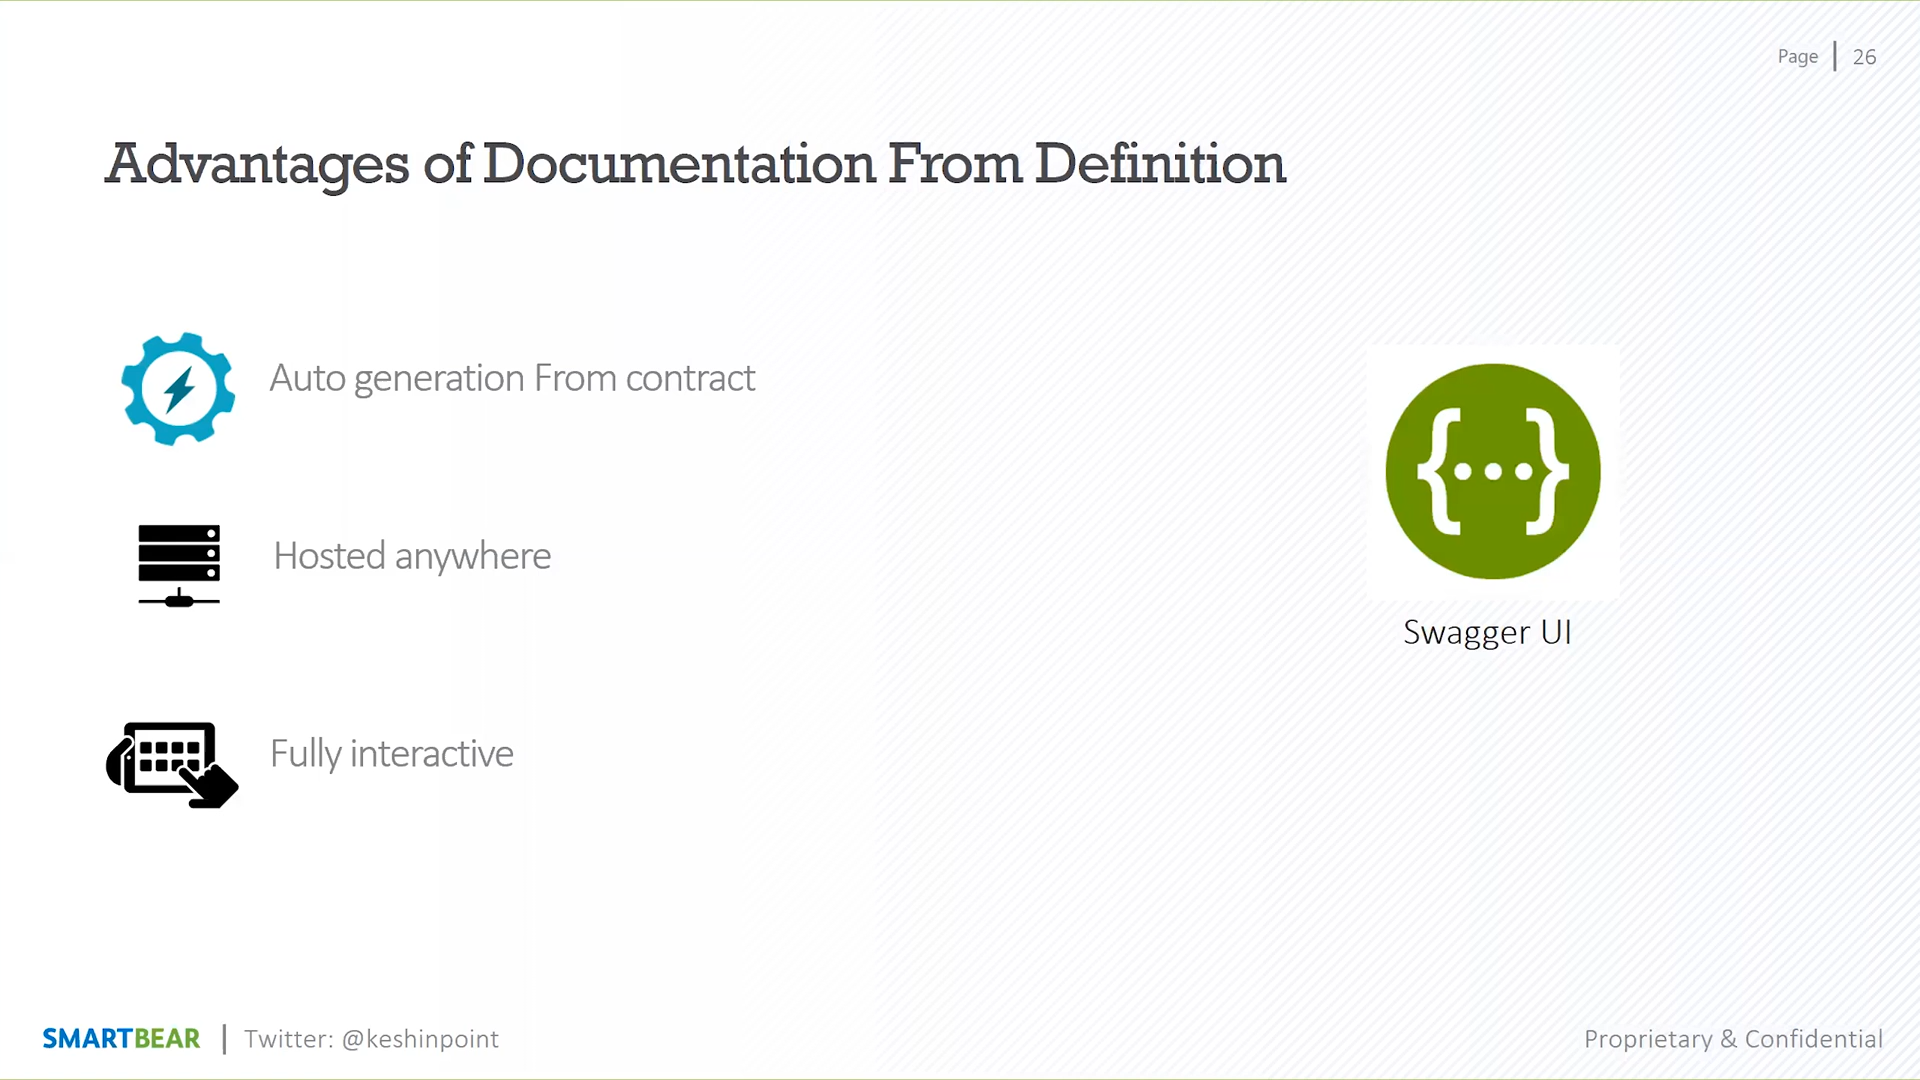 Page | 26
Advantages of Documentation From Definition
Auto generation From contract
Hosted anywhere
{...}
Swagger UI
Fully interactive
SMARTBEAR | Twitter: @keshinpoint
Proprietary & Confidential